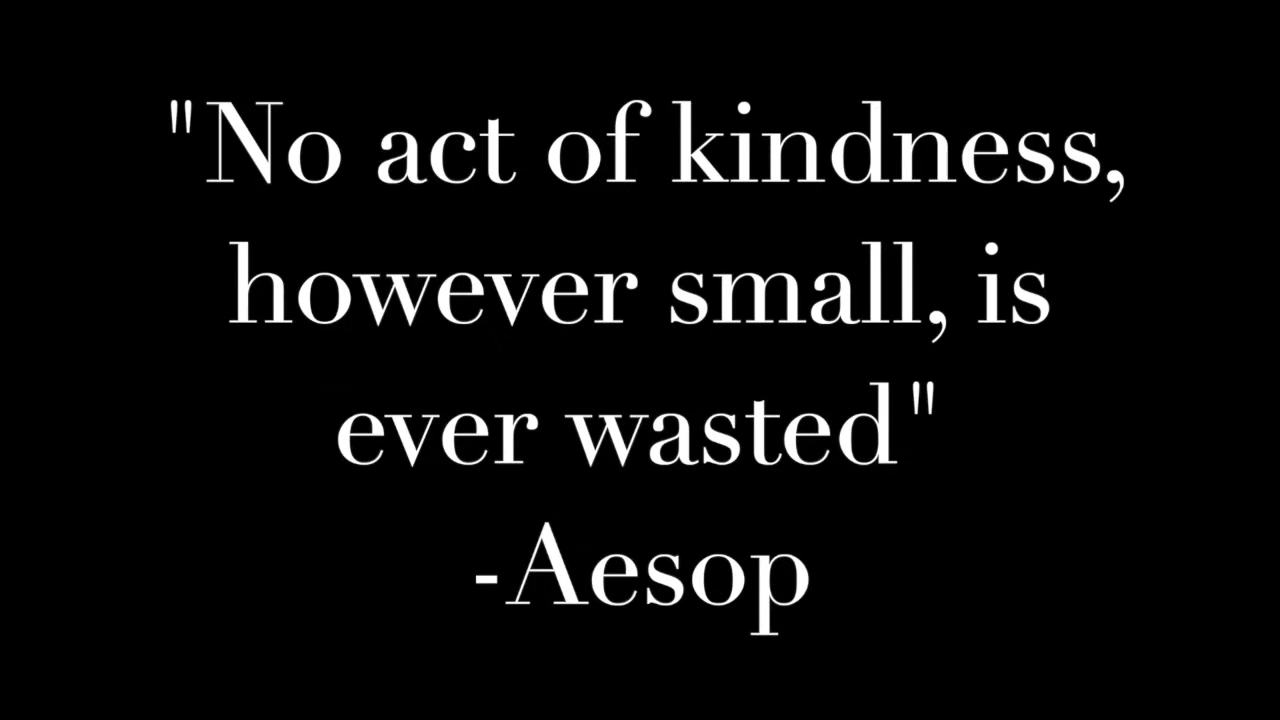 "No act of kindness,
however small, is
ever wasted"
-Aesop